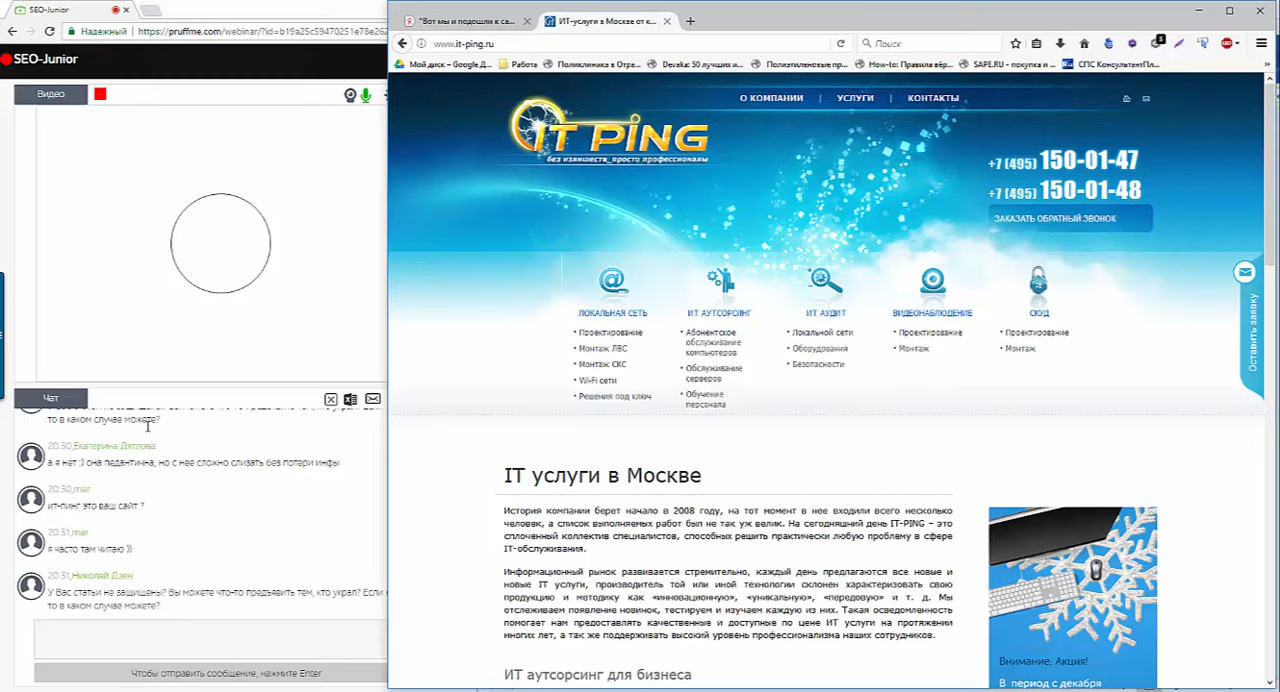 SEO-Junior
Надежный
https://pruffme.com/webinar/?id=b19a25c59470251e78e262
SEO-Junior
Видео
Чат
то в каком случае можете?
20:30,Екатерина Дятлова
а я нет :) она педантична, но с нее сложно слизать без потери инфы
20:30,mar
ит-пинг это ваш сайт ?
20:31,mar
я часто там читаю ))
20:31,Николай Дзен
У Вас статьи не защищены? Вы можете что-то предъявить тем, кто украл? Если
то в каком случае можете?
Чтобы отправить сообщение, нажмите Enter
"Вот мы и подошли к са...
ИТ-услуги в Москве от к...
www.it-ping.ru
Поиск
5
Мой диск – Google Д...
Работа
Поликлиника в Отра...
Devaka: 50 лучших и...
Полиэтиленовые пр...
How-to: Правила вёр...
SAPE.RU - покупка и ...
СПС КонсультантПл...
О КОМПАНИИ | УСЛУГИ | КОНТАКТЫ
IT PING
без излишеств_просто профессионалы
+7 (495) 150-01-47
+7 (495) 150-01-48
ЗАКАЗАТЬ ОБРАТНЫЙ ЗВОНОК
Оставить заявку
ЛОКАЛЬНАЯ СЕТЬ
• Проектирование
• Монтаж ЛВС
• Монтаж СКС
• Wi-Fi сети
• Решения под ключ
ИТ АУТСОРСИНГ
• Абонентское
обслуживание
компьютеров
• Обслуживание
серверов
• Обучение
персонала
ИТ АУДИТ
• Локальной сети
• Оборудования
• Безопасности
ВИДЕОНАБЛЮДЕНИЕ
• Проектирование
• Монтаж
СКУД
• Проектирование
• Монтаж
IT услуги в Москве
История компании берет начало в 2008 году, на тот момент в нее входили всего несколько
человек, а список выполняемых работ был не так уж велик. На сегодняшний день IT-PING – это
сплоченный коллектив специалистов, способных решить практически любую проблему в сфере
IT-обслуживания.
Информационный рынок развивается стремительно, каждый день предлагаются все новые и
новые IT услуги, производитель той или иной технологии склонен характеризовать свою
продукцию и методику как «инновационную», «уникальную», «передовую» и т. д. Мы
отслеживаем появление новинок, тестируем и изучаем каждую из них. Такая осведомленность
помогает нам предоставлять качественные и доступные по цене ИТ услуги на протяжении
многих лет, а так же поддерживать высокий уровень профессионализма наших сотрудников.
ИТ аутсорсинг для бизнеса
Внимание, Акция!
В период с декабря